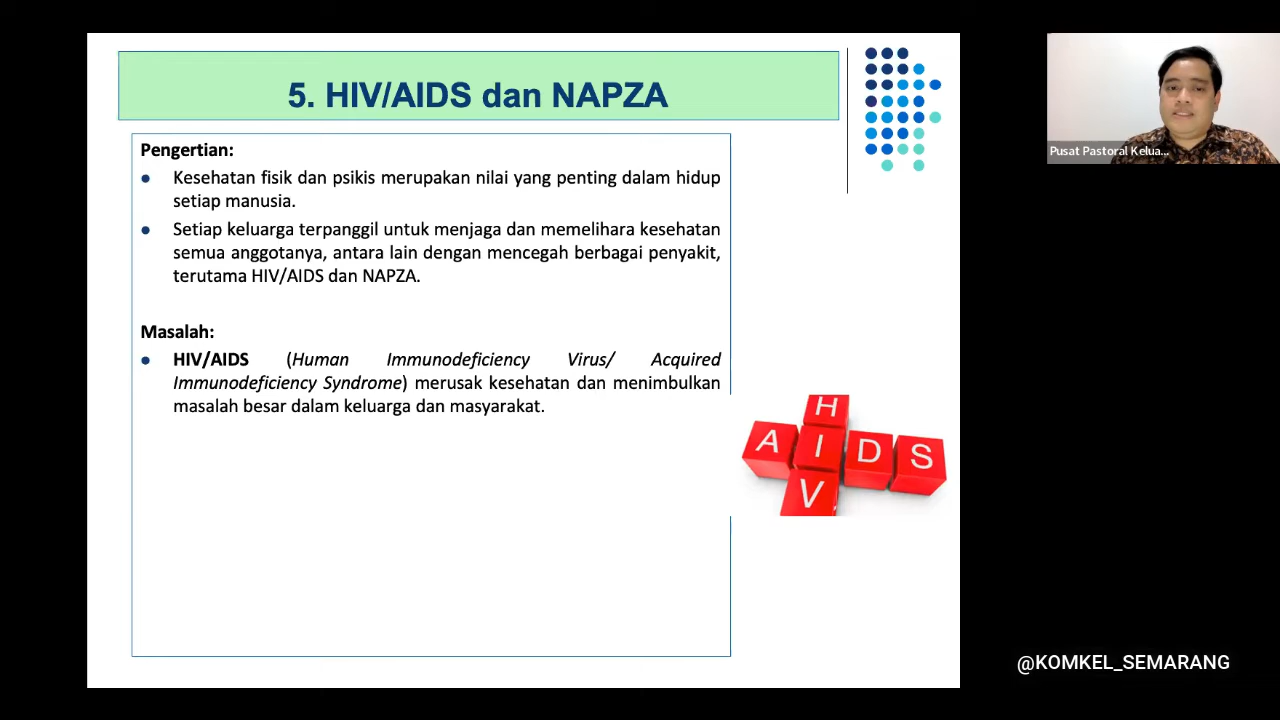 5. HIV/AIDS dan NAPZA
Pengertian:
Kesehatan fisik dan psikis merupakan nilai yang penting dalam hidup
setiap manusia.
Setiap keluarga terpanggil untuk menjaga dan memelihara kesehatan
semua anggotanya, antara lain dengan mencegah berbagai penyakit,
terutama HIV/AIDS dan NAPZA.
Masalah:
HIV/AIDS (Human Immunodeficiency Virus/ Acquired
Immunodeficiency Syndrome) merusak kesehatan dan menimbulkan
masalah besar dalam keluarga dan masyarakat.
H
A I D S
V
Pusat Pastoral Kelua...
@KOMKEL_SEMARANG